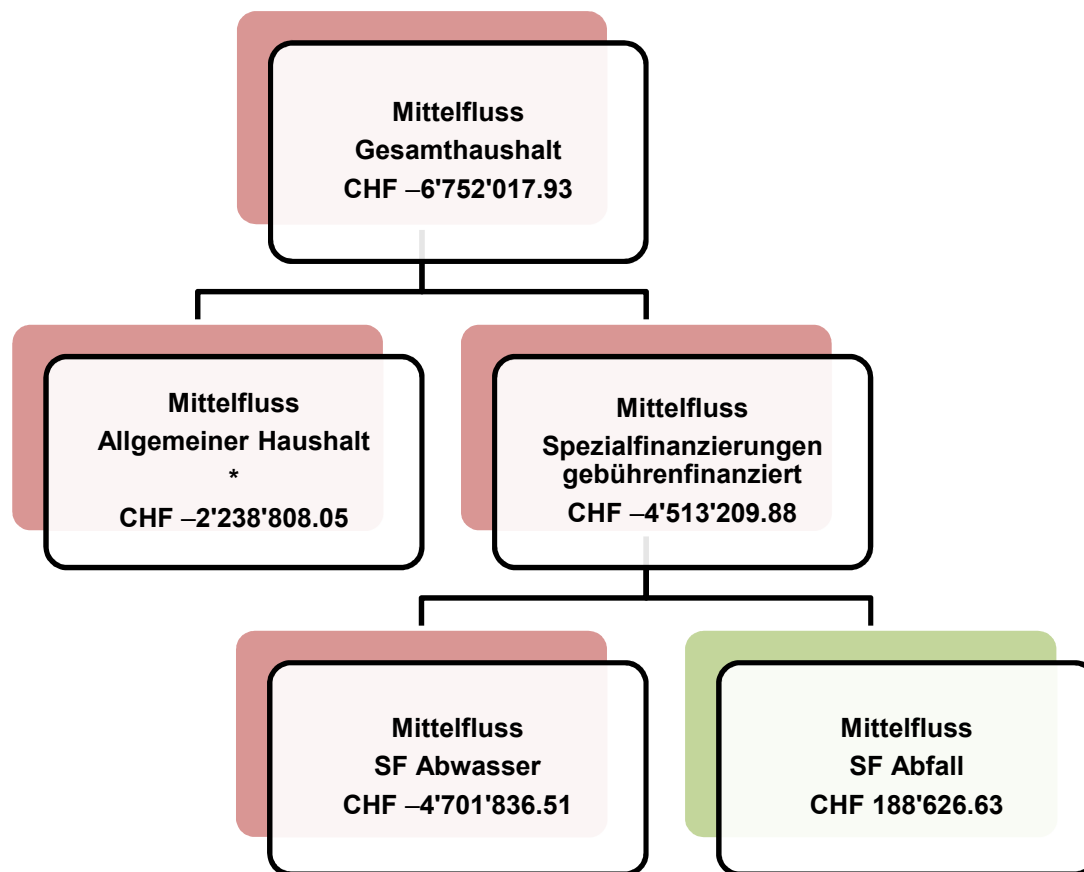 Mittelfluss
Gesamthaushalt
CHF –6'752'017.93
Mittelfluss
Allgemeiner Haushalt
*
CHF –2'238'808.05
Mittelfluss
Spezialfinanzierungen
gebührenfinanziert
CHF –4'513'209.88
Mittelfluss
SF Abwasser
CHF –4'701'836.51
Mittelfluss
SF Abfall
CHF 188'626.63